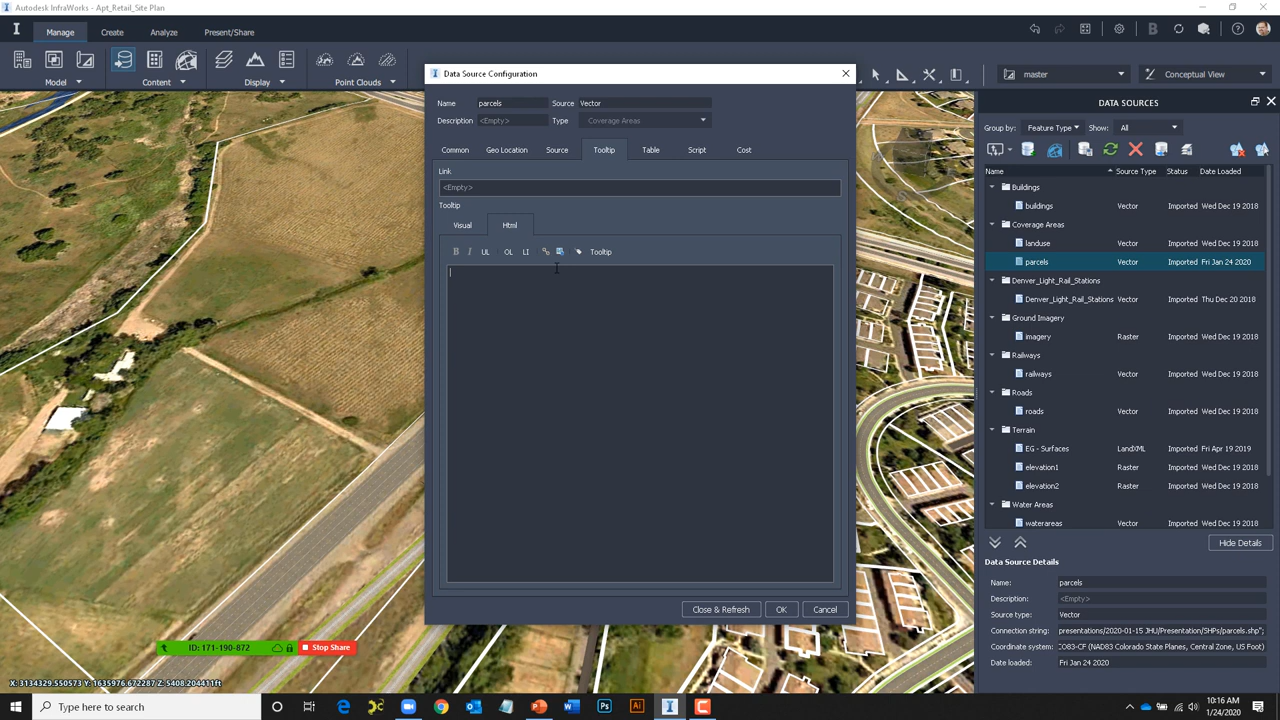 Autodesk InfraWorks - Apt_Retail_Site Plan
Manage Create Analyze Present/Share
Model Content Display Point Clouds
master Conceptual View
Data Source Configuration
Name parcels Source Vector
Description <Empty> Type Coverage Areas
Common Geo Location Source Tooltip Table Script Cost
Link
<Empty>
Tooltip
Visual Html
B I UL OL LI Tooltip
Close & Refresh OK Cancel
DATA SOURCES
Group by: Feature Type Show: All
Name Source Type Status Date Loaded
Buildings
buildings Vector Imported Wed Dec 19 2018
Coverage Areas
landuse Vector Imported Wed Dec 19 2018
parcels Vector Imported Fri Jan 24 2020
Denver_Light_Rail_Stations
Denver_Light_Rail_Stations Vector Imported Thu Dec 20 2018
Ground Imagery
imagery Raster Imported Wed Dec 19 2018
Railways
railways Vector Imported Wed Dec 19 2018
Roads
roads Vector Imported Wed Dec 19 2018
Terrain
EG - Surfaces LandXML Imported Fri Apr 19 2019
elevation1 Raster Imported Wed Dec 19 2018
elevation2 Raster Imported Wed Dec 19 2018
Water Areas
waterareas Vector Imported Wed Dec 19 2018
Hide Details
Data Source Details
Name: parcels
Description: <Empty>
Source type: Vector
Connection string: presentations/2020-01-15 JHU/Presentation/SHPs/parcels.shp";
Coordinate system: CO83-CF (NAD83 Colorado State Planes, Central Zone, US Foot)
Date loaded: Fri Jan 24 2020
ID: 171-190-872 Stop Share
X: 3134329.550573 Y: 1635976.672287 Z: 5408.204411ft
Type here to search
10:16 AM
1/24/2020